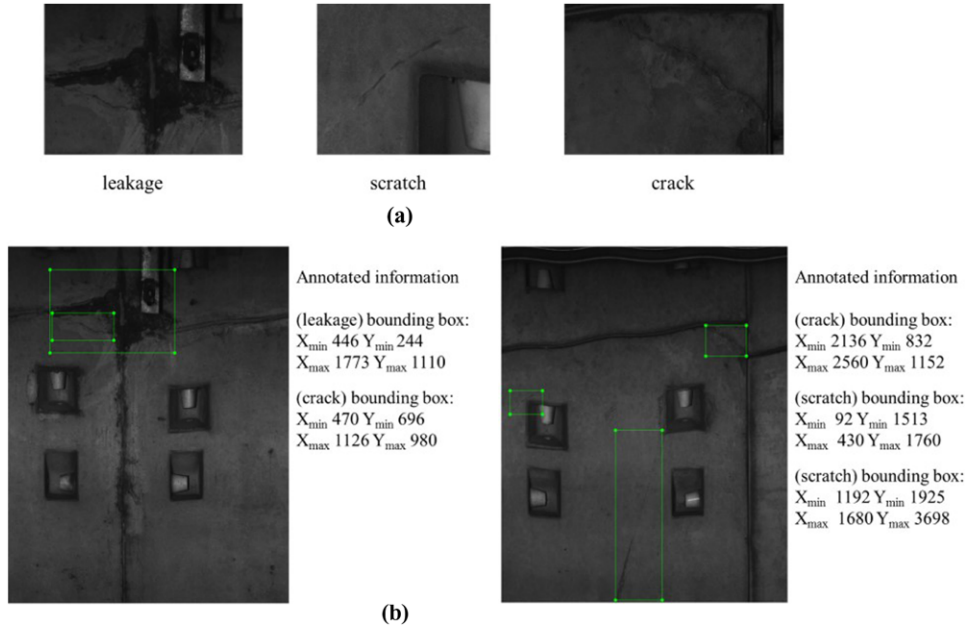 leakage
scratch
crack
(a)
Annotated information
(leakage) bounding box:
Xmin 446 Ymin 244
Xmax 1773 Ymax 1110
(crack) bounding box:
Xmin 470 Ymin 696
Xmax 1126 Ymax 980
Annotated information
(crack) bounding box:
Xmin 2136 Ymin 832
Xmax 2560 Ymax 1152
(scratch) bounding box:
Xmin 92 Ymin 1513
Xmax 430 Ymax 1760
(scratch) bounding box:
Xmin 1192 Ymin 1925
Xmax 1680 Ymax 3698
(b)